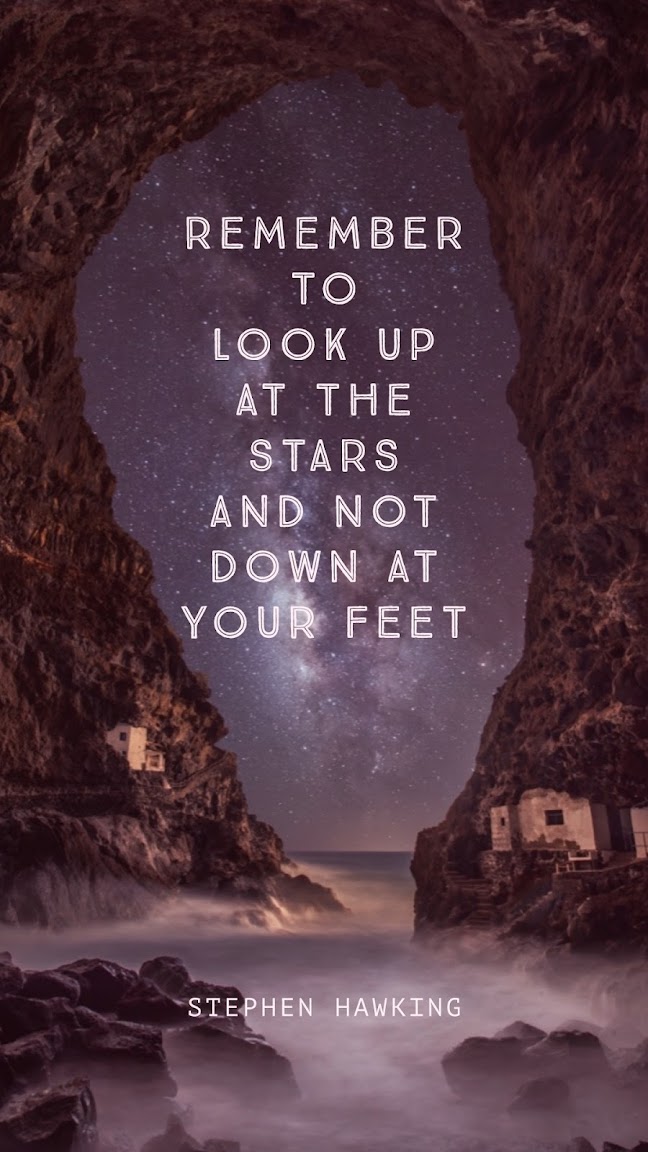 REMEMBER
TO
LOOK UP
AT THE
STARS
AND NOT
DOWN AT
YOUR FEET
STEPHEN HAWKING